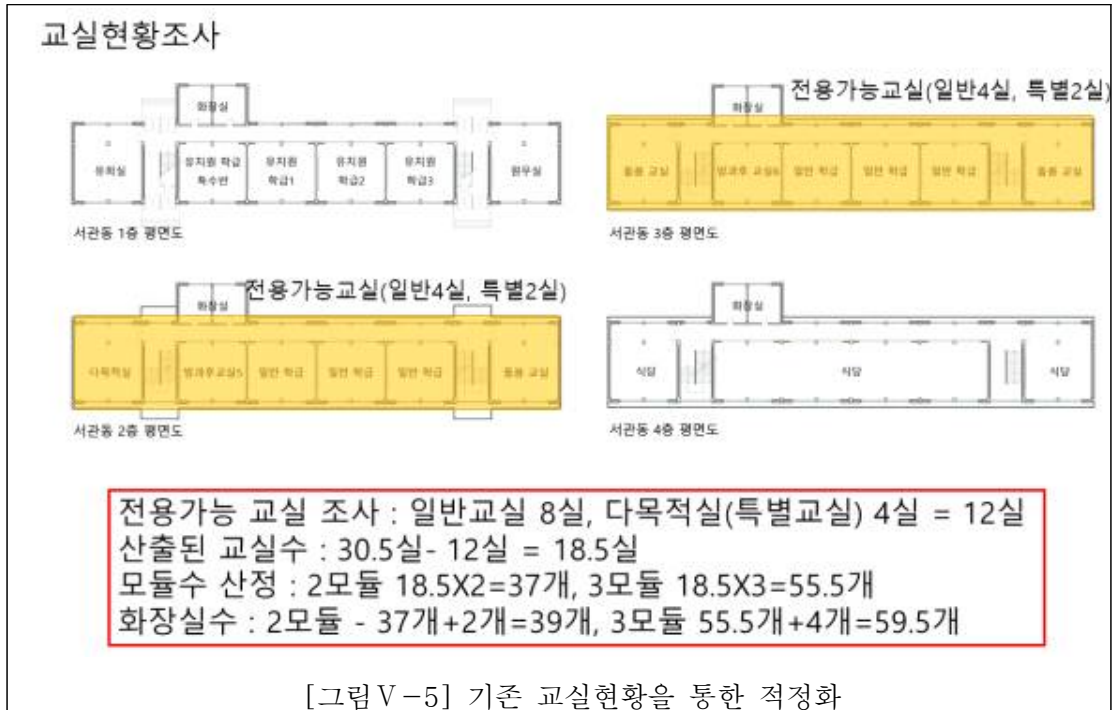 교실현황조사
화장실
유희실
유치원 학급
특수반
유치원
학급1
유치원
학급2
유치원
학급3
원무실
서관동 1층 평면도
전용가능교실(일반4실, 특별2실)
화장실
돌봄 교실
방과후 교실6
일반 학급
일반 학급
일반 학급
돌봄 교실
서관동 3층 평면도
전용가능교실(일반4실, 특별2실)
화장실
다목적실
방과후교실5
일반 학급
일반 학급
일반 학급
돌봄 교실
서관동 2층 평면도
화장실
식당
식당
식당
서관동 4층 평면도
전용가능 교실 조사 : 일반교실 8실, 다목적실(특별교실) 4실 = 12실
산출된 교실수 : 30.5실- 12실 = 18.5실
모듈수 산정 : 2모듈 18.5X2=37개, 3모듈 18.5X3=55.5개
화장실수 : 2모듈 - 37개+2개=39개, 3모듈 55.5개+4개=59.5개
[그림Ⅴ-5] 기존 교실현황을 통한 적정화